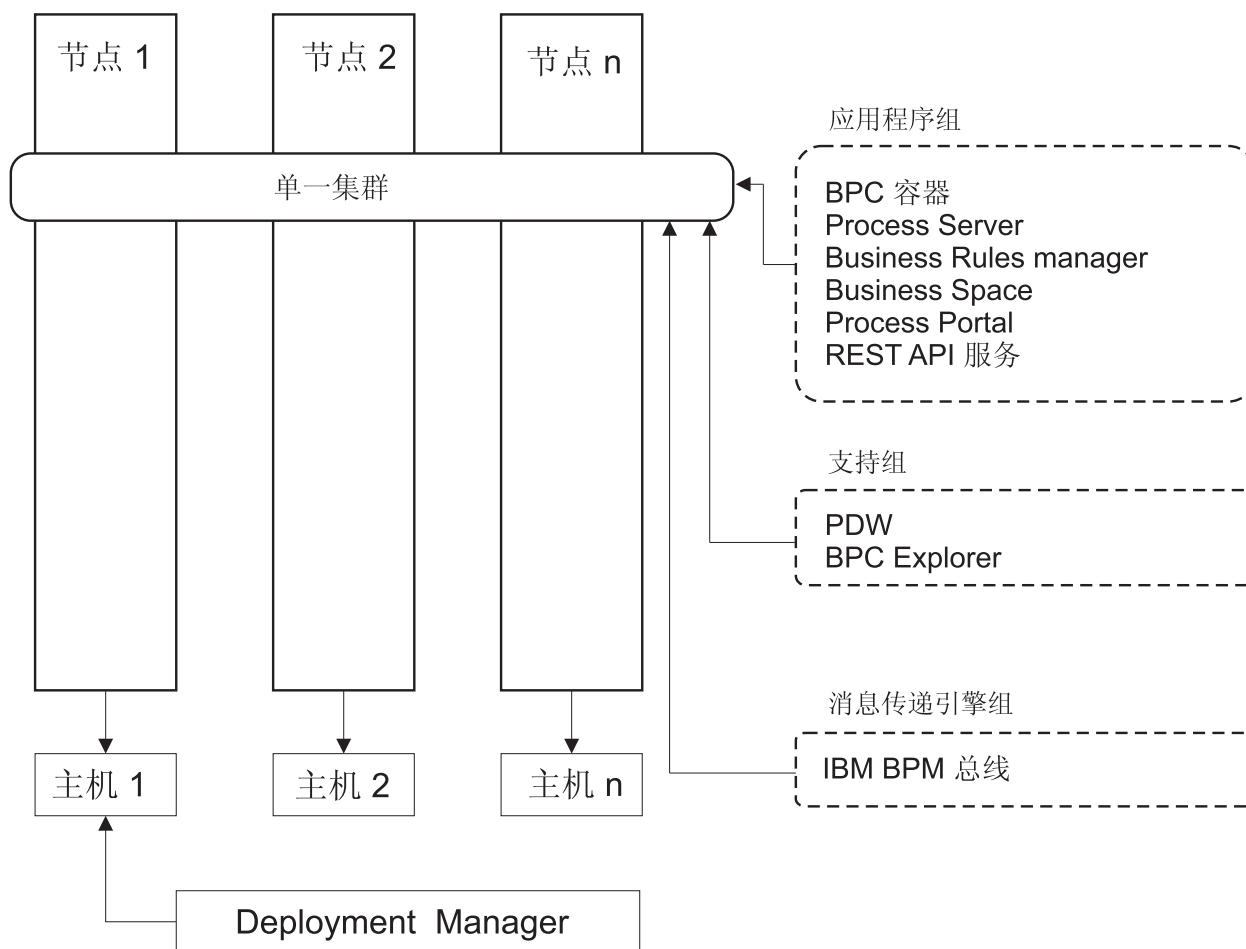 节点 1
节点 2
节点 n
单一集群
应用程序组
BPC 容器
Process Server
Business Rules manager
Business Space
Process Portal
REST API 服务
支持组
PDW
BPC Explorer
消息传递引擎组
IBM BPM 总线
主机 1
主机 2
主机 n
Deployment Manager